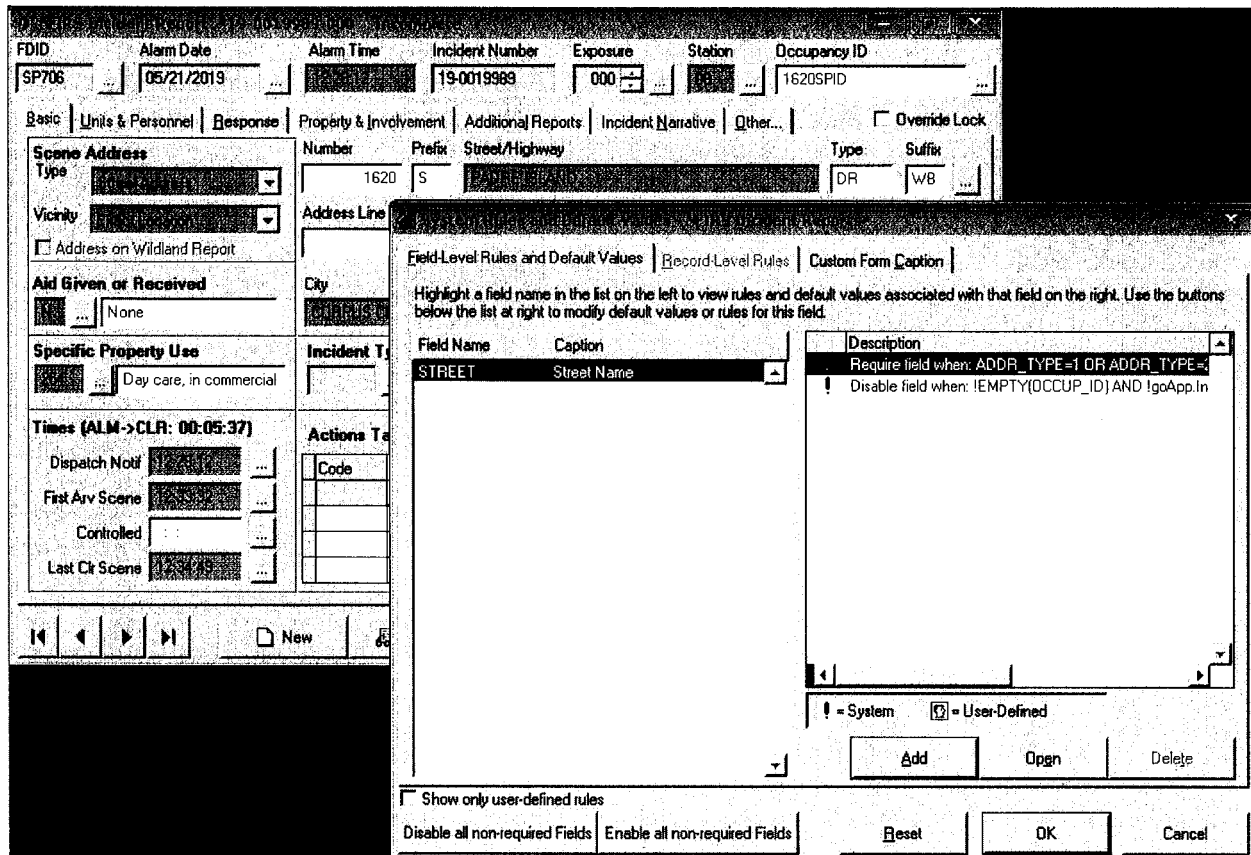 FDID Alarm Date Alarm Time Incident Number Exposure Station Occupancy ID
SP706 ... 05/21/2019 ... 19-0019989 000 ... ... 1620SPID ...
Basic Units & Personnel Response Property & Involvement Additional Reports Incident Narrative Other... Override Lock
Scene Address Number Prefix Street/Highway Type Suffix
Type 1620 S PADRE ISLAND DR WB ...
Vicinity Address Line
Address on Wildland Report
Aid Given or Received City
... None
Specific Property Use Incident Ty
... Day care, in commercial
Times (ALM->CLR: 00:05:37) Actions Ta
Dispatch Notif ... Code
First Arv Scene ...
Controlled : : ...
Last Clr Scene 12:34:49 ...
New
Field-Level Rules and Default Values Record-Level Rules Custom Form Caption
Highlight a field name in the list on the left to view rules and default values associated with that field on the right. Use the buttons
below the list at right to modify default values or rules for this field.
Field Name Caption Description
STREET Street Name Require field when: ADDR_TYPE=1 OR ADDR_TYPE=
! Disable field when: !EMPTY(OCCUP_ID) AND !goApp.In
! = System = User-Defined
Add Open Delete
Show only user-defined rules
Disable all non-required Fields Enable all non-required Fields Reset OK Cancel